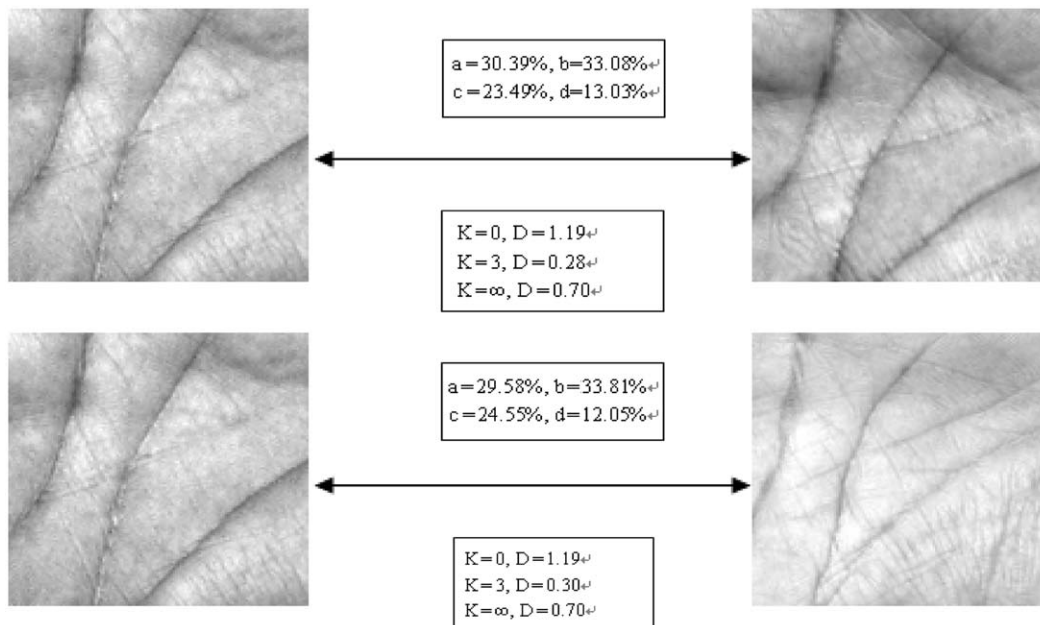 a=30.39%, b=33.08%↵
c=23.49%, d=13.03%↵
K=0, D=1.19↵
K=3, D=0.28↵
K=∞, D=0.70↵
a=29.58%, b=33.81%↵
c=24.55%, d=12.05%↵
K=0, D=1.19↵
K=3, D=0.30↵
K=∞, D=0.70↵